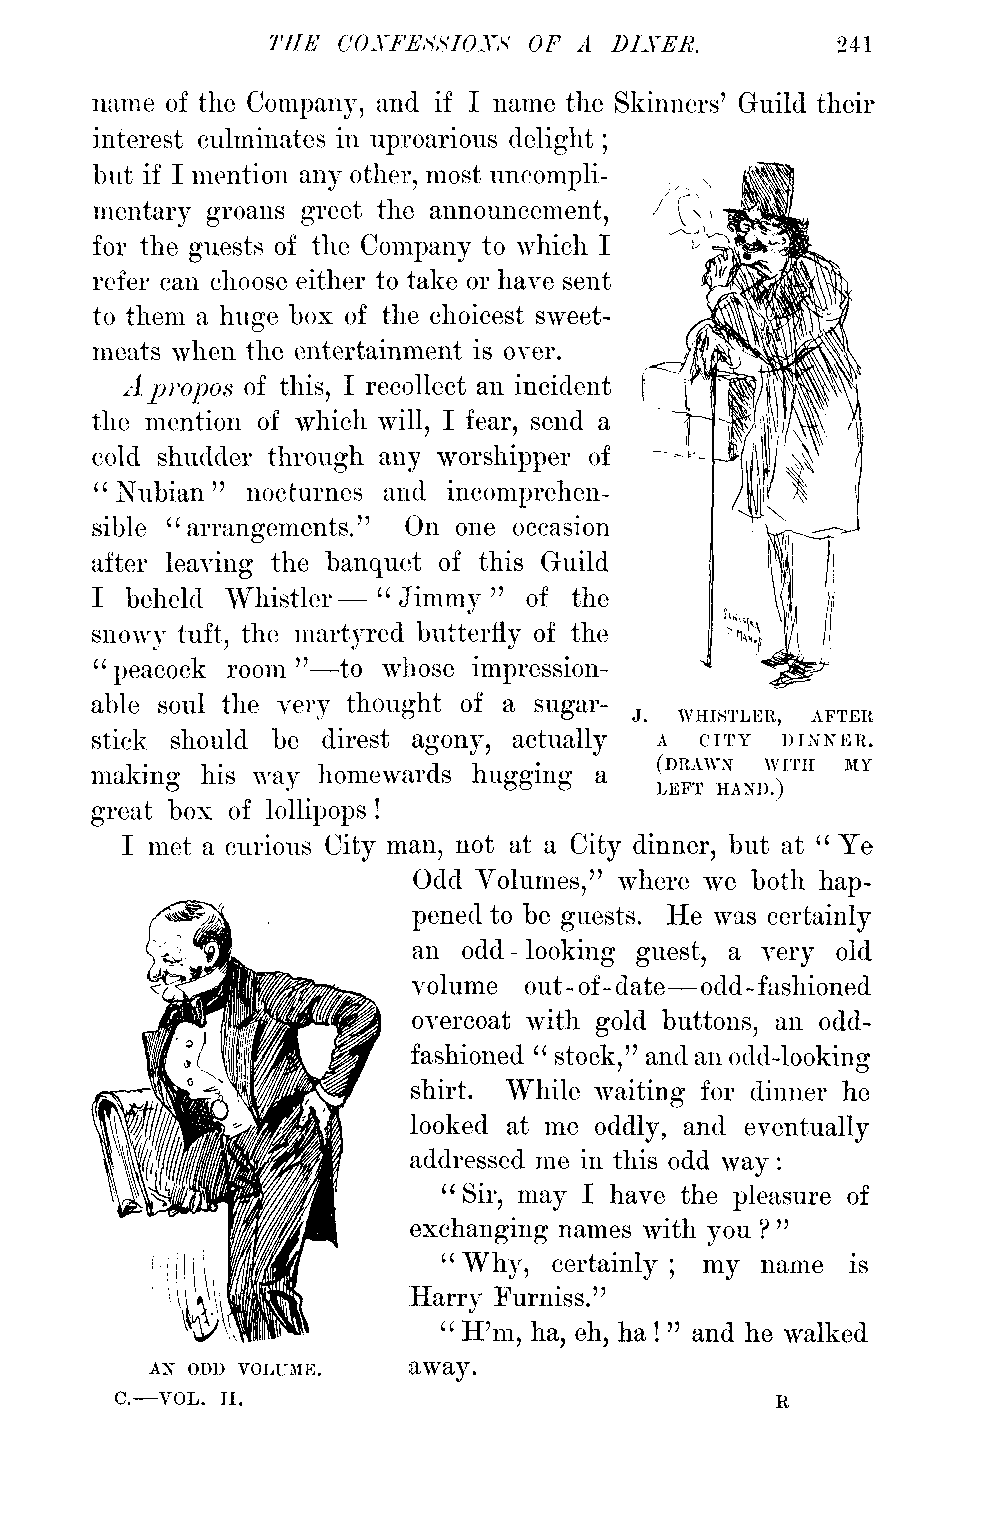 THE CONFESSIONS OF A DINER. 241
name of the Company, and if I name the Skinners' Guild their
interest culminates in uproarious delight;
but if I mention any other, most uncompli-
mentary groans greet the announcement,
for the guests of the Company to which I
refer can choose either to take or have sent
to them a huge box of the choicest sweet-
meats when the entertainment is over.
Apropos of this, I recollect an incident
the mention of which will, I fear, send a
cold shudder through any worshipper of
"Nubian" nocturnes and incomprehen-
sible "arrangements." On one occasion
after leaving the banquet of this Guild
I beheld Whistler—"Jimmy" of the
snowy tuft, the martyred butterfly of the
"peacock room"—to whose impression-
able soul the very thought of a sugar-
stick should be direst agony, actually
making his way homewards hugging a
great box of lollipops!
J. WHISTLER, AFTER
A CITY DINNER.
(DRAWN WITH MY
LEFT HAND.)
I met a curious City man, not at a City dinner, but at "Ye
Odd Volumes," where we both hap-
pened to be guests. He was certainly
an odd-looking guest, a very old
volume out-of-date—odd-fashioned
overcoat with gold buttons, an odd-
fashioned "stock," and an odd-looking
shirt. While waiting for dinner he
looked at me oddly, and eventually
addressed me in this odd way:
"Sir, may I have the pleasure of
exchanging names with you?"
"Why, certainly; my name is
Harry Furniss."
"H'm, ha, eh, ha!" and he walked
away.
AN ODD VOLUME.
C.—VOL. II. R